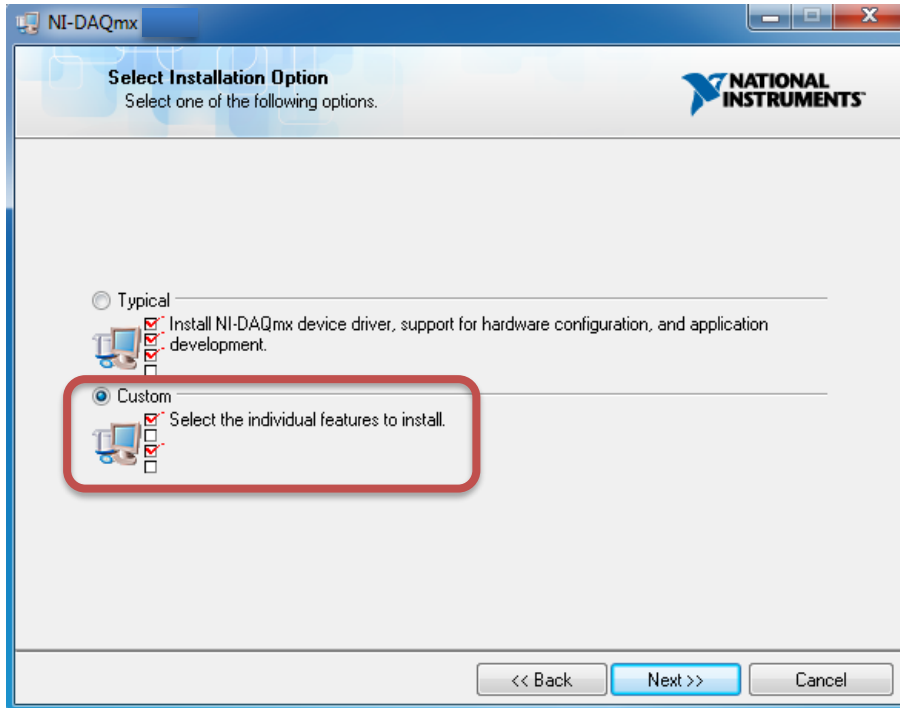 NI-DAQmx
Select Installation Option
Select one of the following options.
NATIONAL
INSTRUMENTS
Typical
Install NI-DAQmx device driver, support for hardware configuration, and application
development.
Custom
Select the individual features to install.
<< Back
Next >>
Cancel